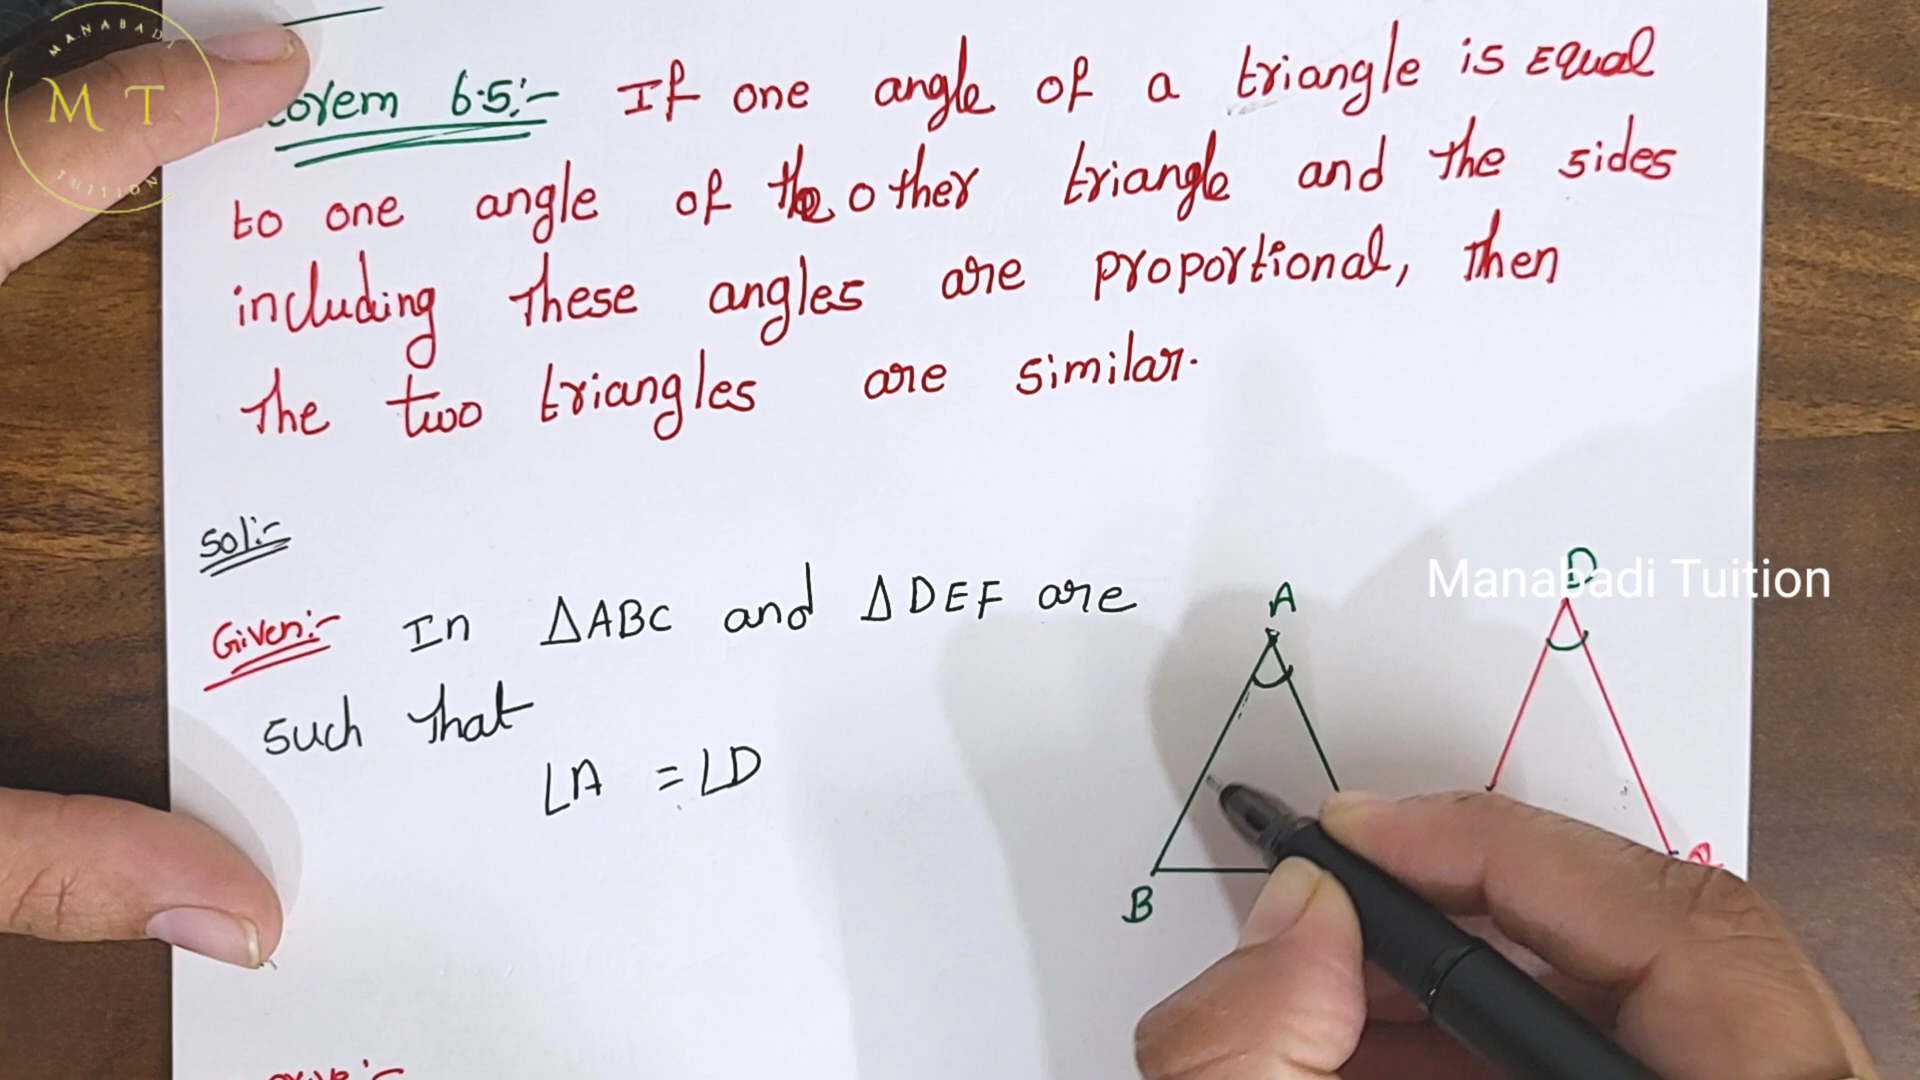 MANABADI
MT
TUITION
orem 6.5:- If one angle of a triangle is Equal
to one angle of the other triangle and the sides
including these angles are proportional, then
the two triangles are similar.
Sol:-
Given:- In ΔABC and ΔDEF are
such that
∠A = ∠D
Manabadi Tuition
A
D
B